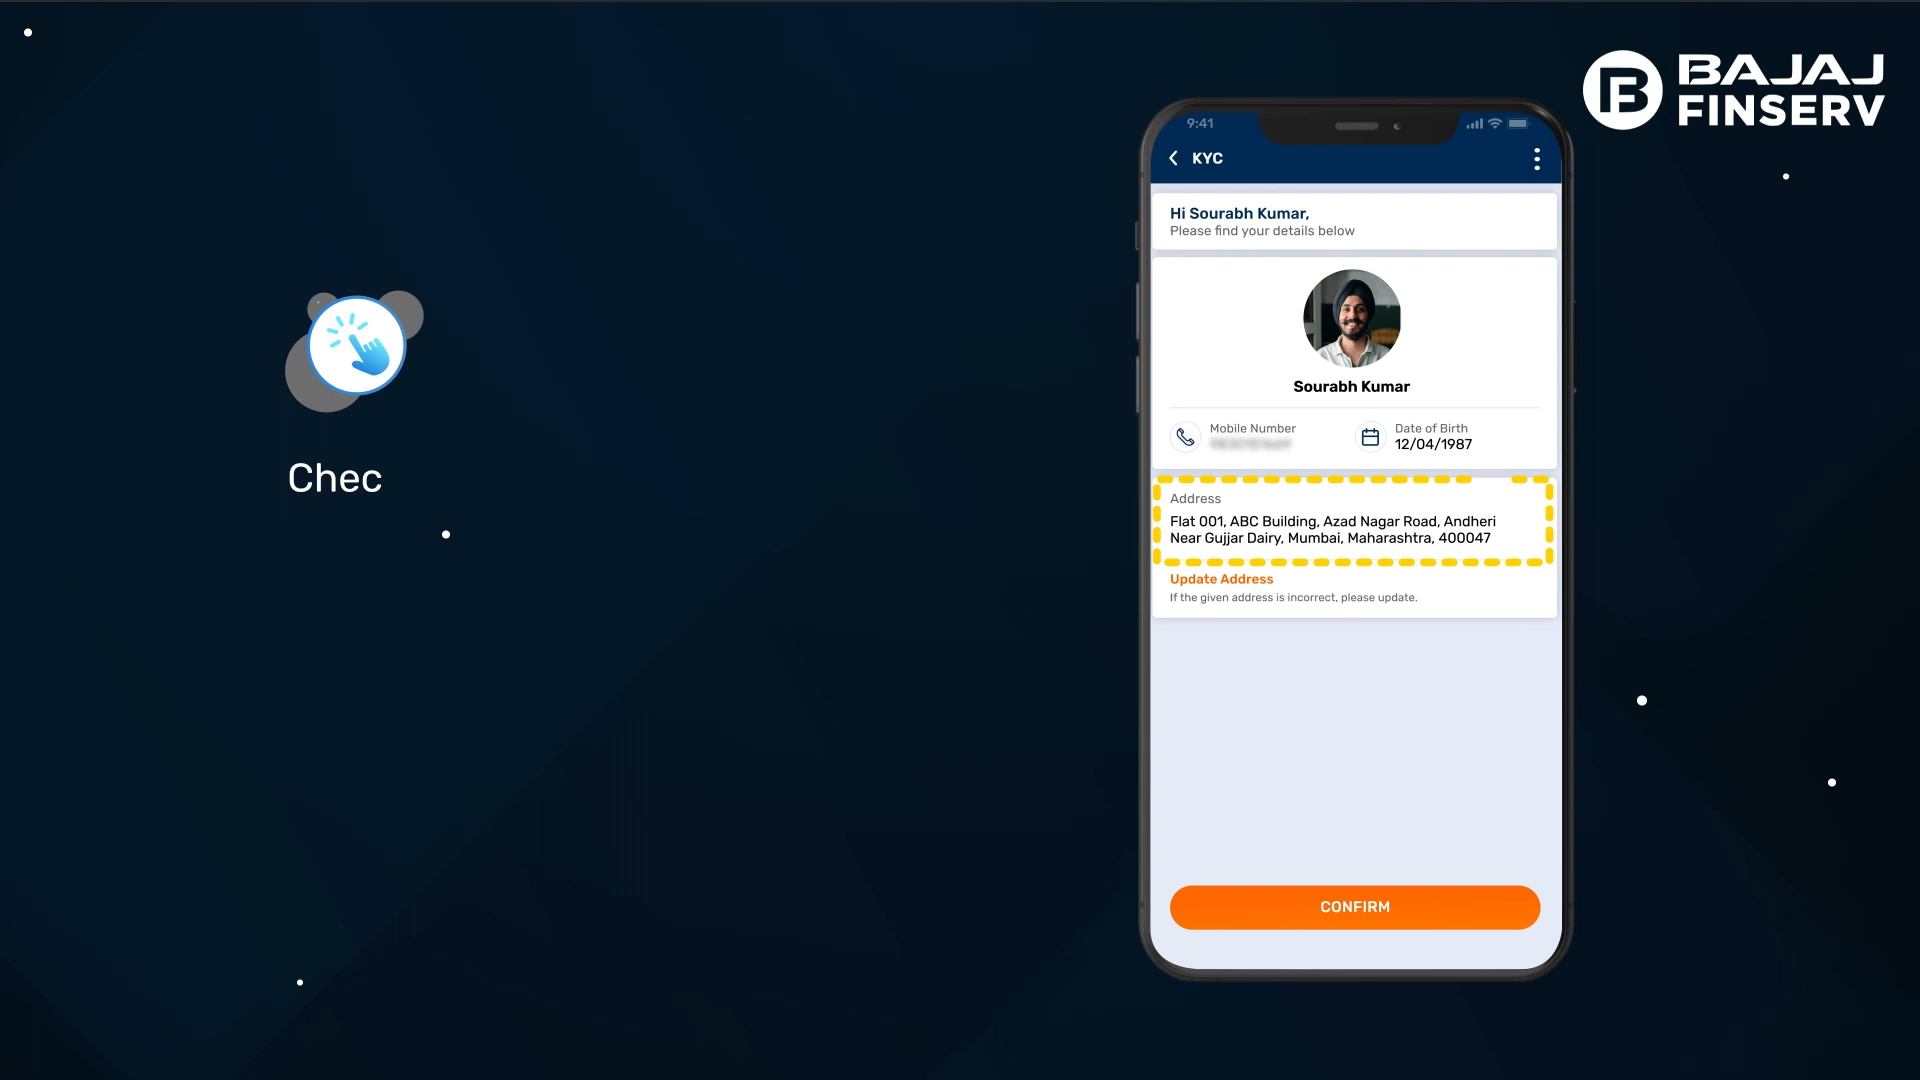 BAJAJ
FINSERV
9:41
KYC
Hi Sourabh Kumar,
Please find your details below
Sourabh Kumar
Mobile Number
Date of Birth
12/04/1987
Address
Flat 001, ABC Building, Azad Nagar Road, Andheri
Near Gujjar Dairy, Mumbai, Maharashtra, 400047
Update Address
If the given address is incorrect, please update.
CONFIRM
Chec